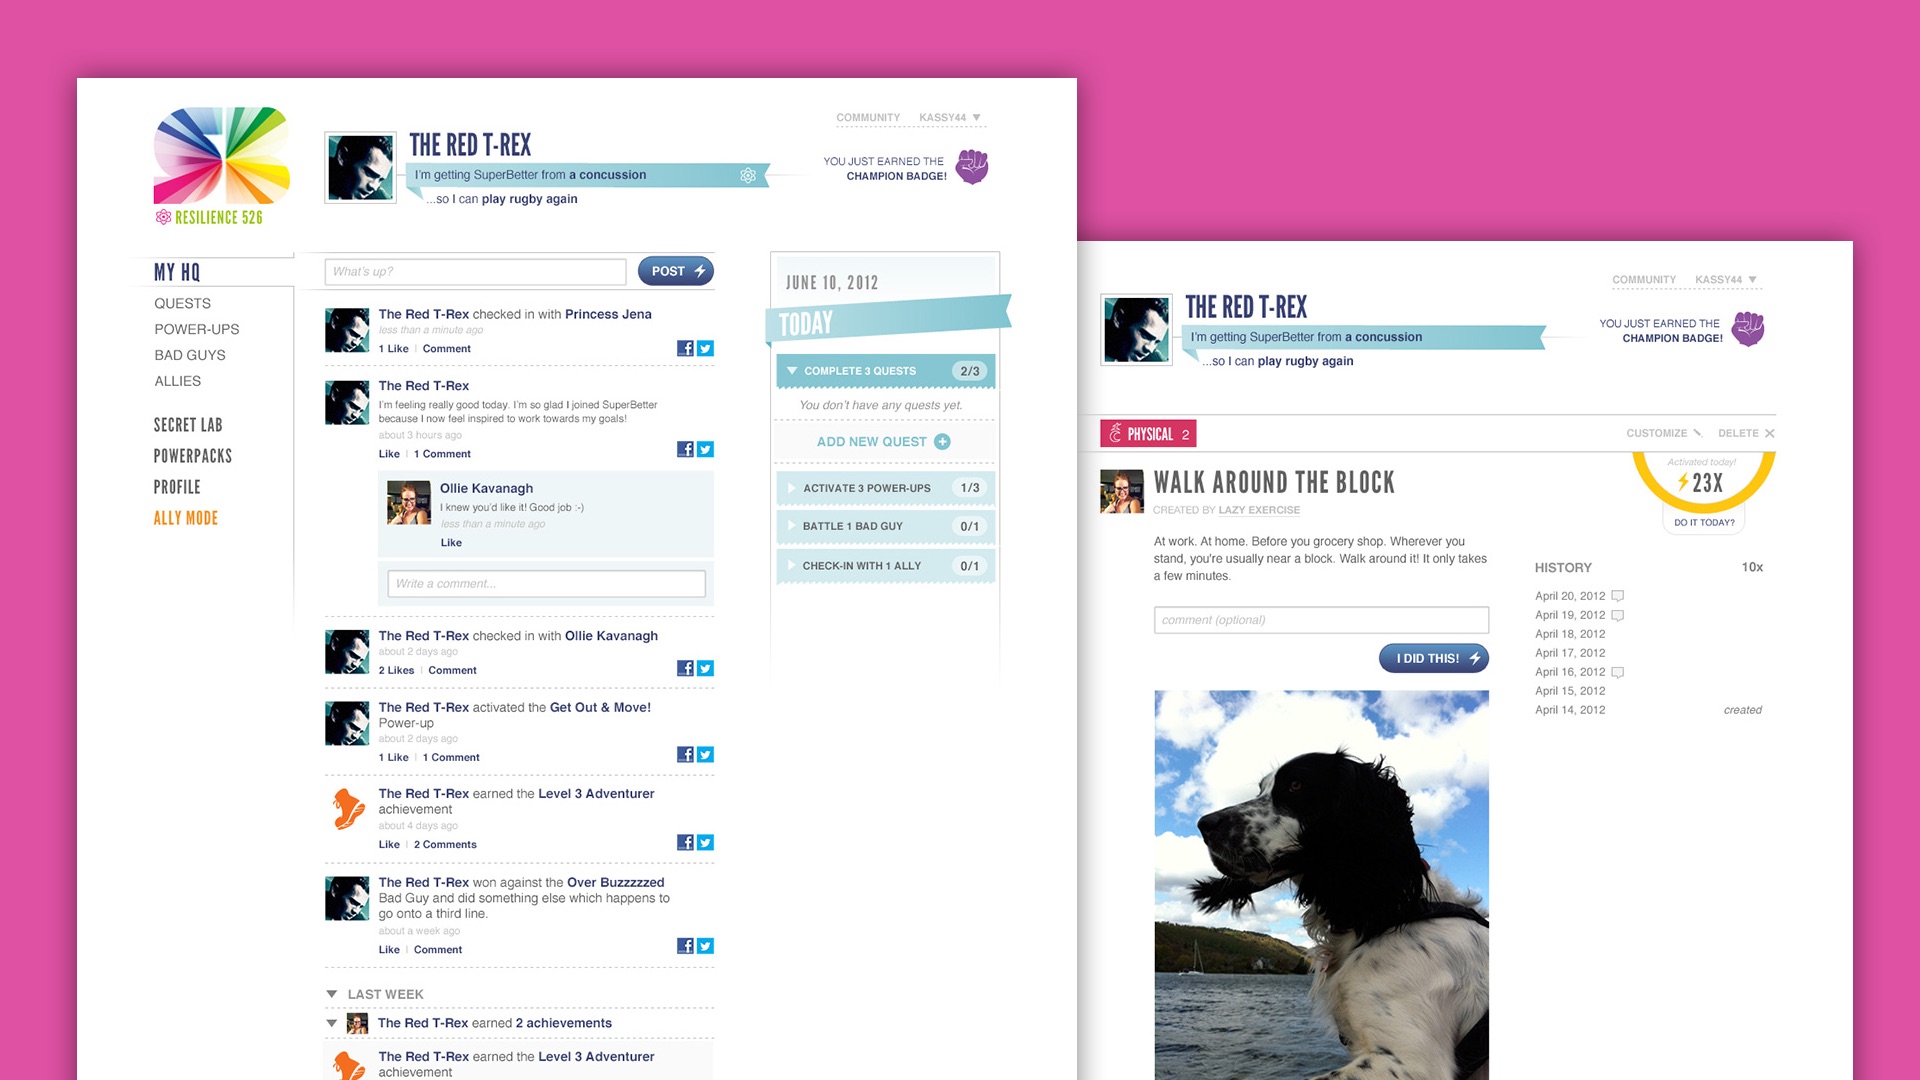 RESILIENCE 526
THE RED T-REX
I'm getting SuperBetter from a concussion
...so I can play rugby again
COMMUNITY KASSY44
YOU JUST EARNED THE
CHAMPION BADGE!
MY HQ
QUESTS
POWER-UPS
BAD GUYS
ALLIES
SECRET LAB
POWERPACKS
PROFILE
ALLY MODE
What's up?
POST
The Red T-Rex checked in with Princess Jena
less than a minute ago
1 Like | Comment
The Red T-Rex
I'm feeling really good today. I'm so glad I joined SuperBetter
because I now feel inspired to work towards my goals!
about 3 hours ago
Like | 1 Comment
Ollie Kavanagh
I knew you'd like it! Good job :-)
less than a minute ago
Like
Write a comment...
The Red T-Rex checked in with Ollie Kavanagh
about 2 days ago
2 Likes | Comment
The Red T-Rex activated the Get Out & Move!
Power-up
about 2 days ago
1 Like | 1 Comment
The Red T-Rex earned the Level 3 Adventurer
achievement
about 4 days ago
Like | 2 Comments
The Red T-Rex won against the Over Buzzzzzed
Bad Guy and did something else which happens to
go onto a third line.
about a week ago
Like | Comment
LAST WEEK
The Red T-Rex earned 2 achievements
The Red T-Rex earned the Level 3 Adventurer
achievement
JUNE 10, 2012
TODAY
COMPLETE 3 QUESTS 2/3
You don't have any quests yet.
ADD NEW QUEST
ACTIVATE 3 POWER-UPS 1/3
BATTLE 1 BAD GUY 0/1
CHECK-IN WITH 1 ALLY 0/1
THE RED T-REX
I'm getting SuperBetter from a concussion
...so I can play rugby again
COMMUNITY KASSY44
YOU JUST EARNED THE
CHAMPION BADGE!
PHYSICAL 2
CUSTOMIZE DELETE
WALK AROUND THE BLOCK
CREATED BY LAZY EXERCISE
At work. At home. Before you grocery shop. Wherever you
stand, you're usually near a block. Walk around it! It only takes
a few minutes.
comment (optional)
I DID THIS!
Activated today!
23X
DO IT TODAY?
HISTORY 10x
April 20, 2012
April 19, 2012
April 18, 2012
April 17, 2012
April 16, 2012
April 15, 2012
April 14, 2012 created